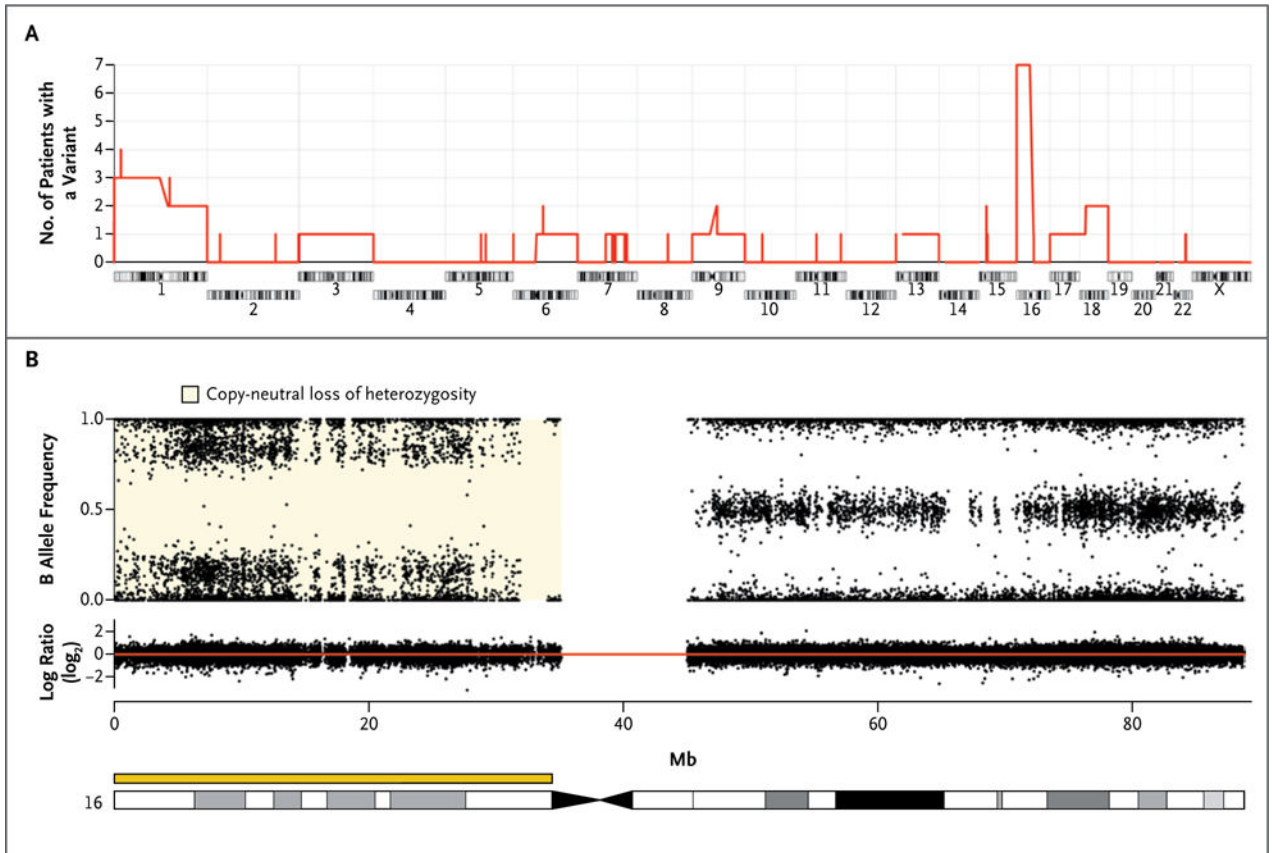 A
No. of Patients with
a Variant
7
6
5
4
3
2
1
0
1 3 5 7 9 11 13 15 17 19 21 X
2 4 6 8 10 12 14 16 18 20 22
B
Copy-neutral loss of heterozygosity
B Allele Frequency
1.0
0.5
0.0
Log Ratio
(log2)
2
0
−2
0 20 40 60 80
Mb
16